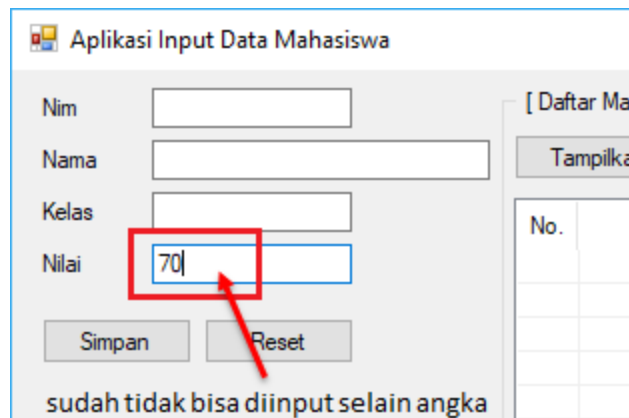 Aplikasi Input Data Mahasiswa
Nim
Nama
Kelas
Nilai 70
Simpan Reset
sudah tidak bisa diinput selain angka
[ Daftar Ma
Tampilka
No.